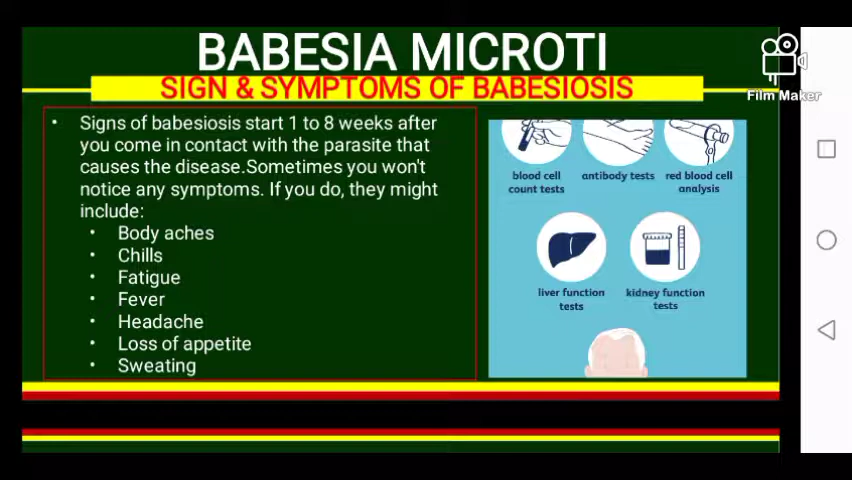 BABESIA MICROTI
SIGN & SYMPTOMS OF BABESIOSIS
Film Maker
• Signs of babesiosis start 1 to 8 weeks after
you come in contact with the parasite that
causes the disease.Sometimes you won't
notice any symptoms. If you do, they might
include:
• Body aches
• Chills
• Fatigue
• Fever
• Headache
• Loss of appetite
• Sweating
blood cell
count tests
antibody tests
red blood cell
analysis
liver function
tests
kidney function
tests